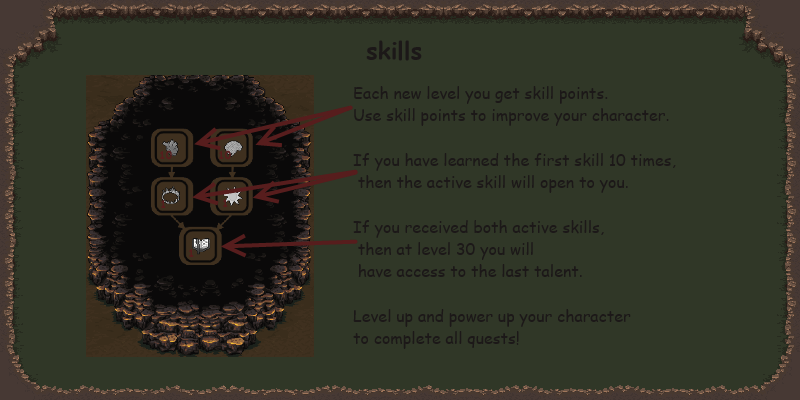 skills
Each new level you get skill points.
Use skill points to improve your character.
If you have learned the first skill 10 times,
then the active skill will open to you.
If you received both active skills,
then at level 30 you will
have access to the last talent.
Level up and power up your character
to complete all quests!